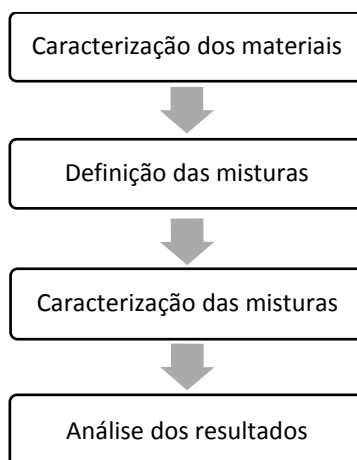 Caracterização dos materiais
Definição das misturas
Caracterização das misturas
Análise dos resultados